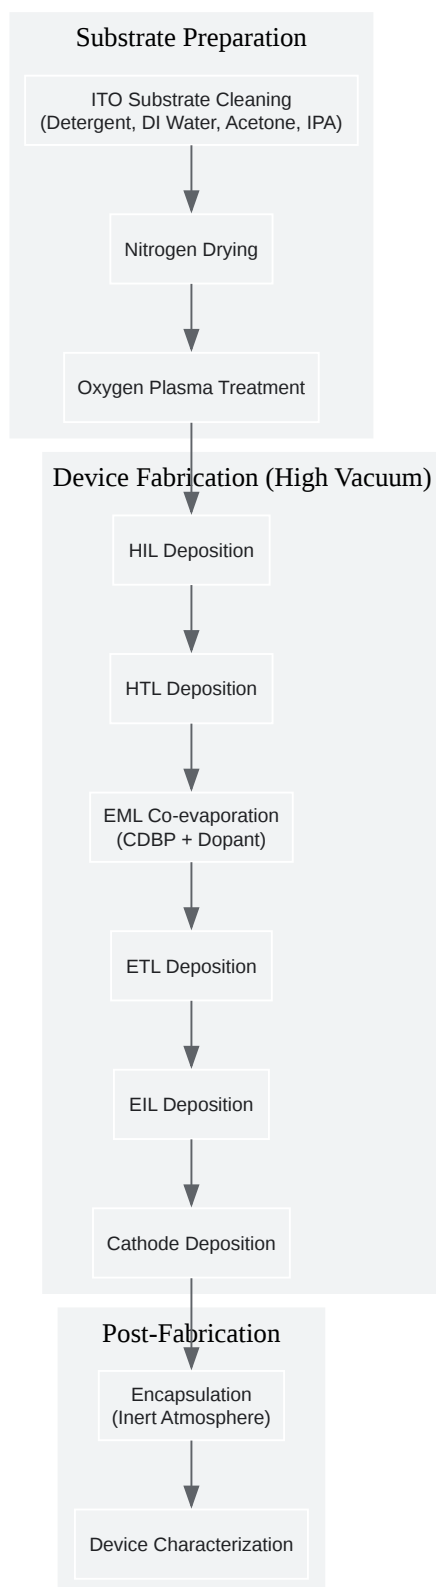 Substrate Preparation
ITO Substrate Cleaning
(Detergent, DI Water, Acetone, IPA)
Nitrogen Drying
Oxygen Plasma Treatment
Device Fabrication (High Vacuum)
HIL Deposition
HTL Deposition
EML Co-evaporation
(CDBP + Dopant)
ETL Deposition
EIL Deposition
Cathode Deposition
Post-Fabrication
Encapsulation
(Inert Atmosphere)
Device Characterization